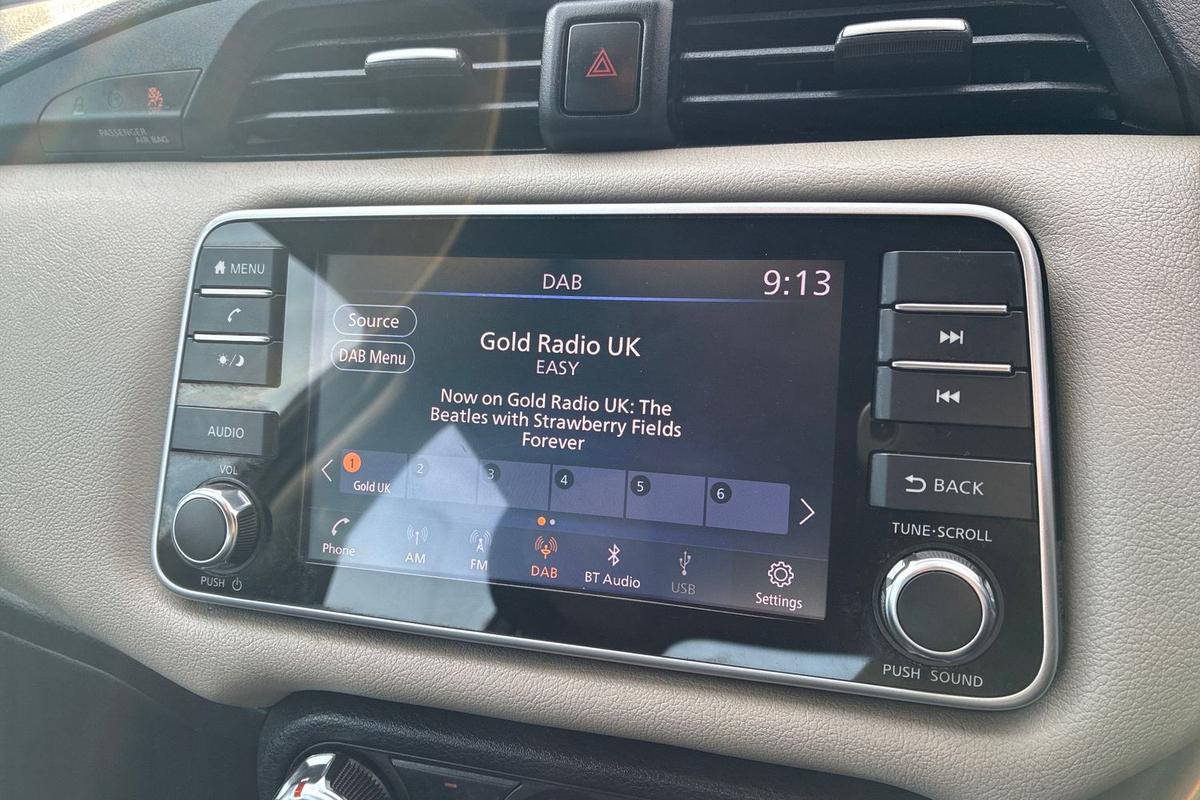 PASSENGER
AIR BAG
MENU
AUDIO
VOL
PUSH
DAB
9:13
Source
DAB Menu
Gold Radio UK
EASY
Now on Gold Radio UK: The
Beatles with Strawberry Fields
Forever
1
2
3
4
5
6
Gold UK
Phone
AM
FM
DAB
BT Audio
USB
Settings
BACK
TUNE·SCROLL
PUSH SOUND